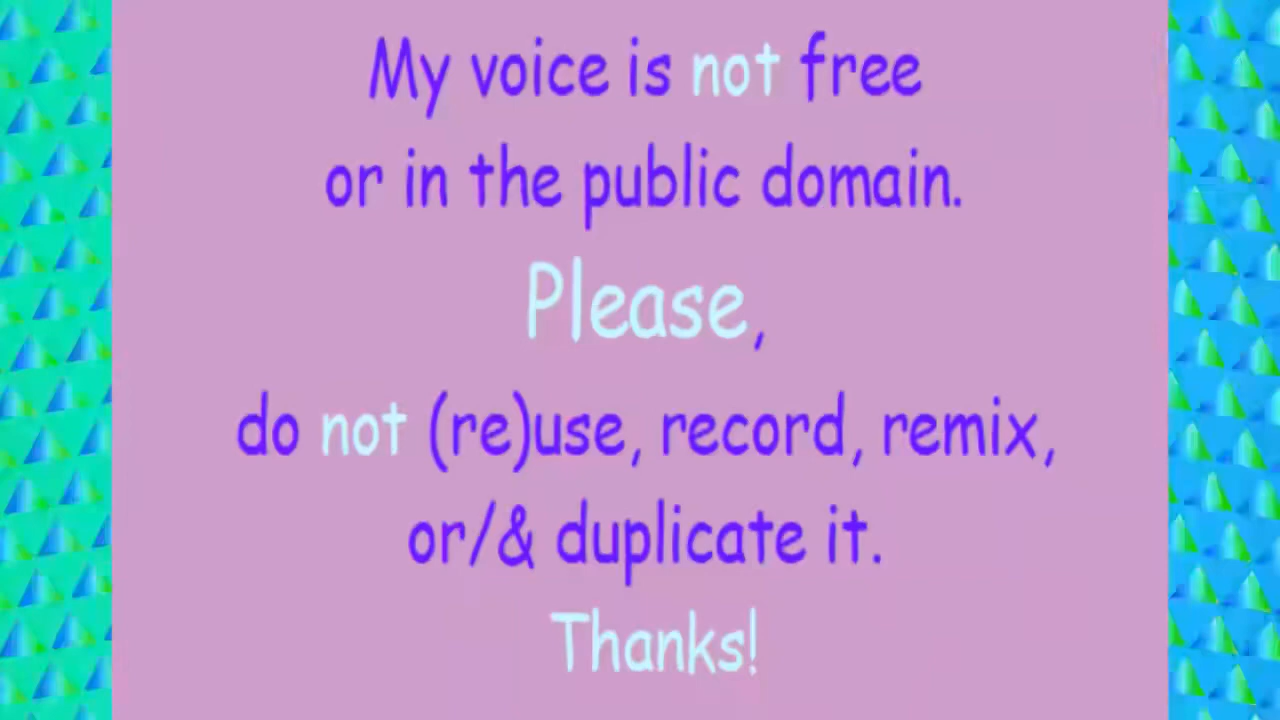 My voice is not free
or in the public domain.
Please,
do not (re)use, record, remix,
or/& duplicate it.
Thanks!